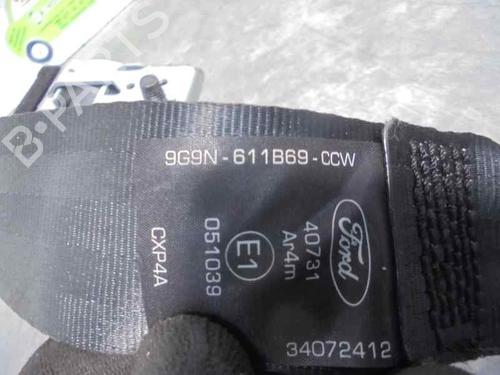 9G9N-611B69-CCW
CXP4A
051039
E1
Ar4m
40731
Ford
34072412
B-PARTS